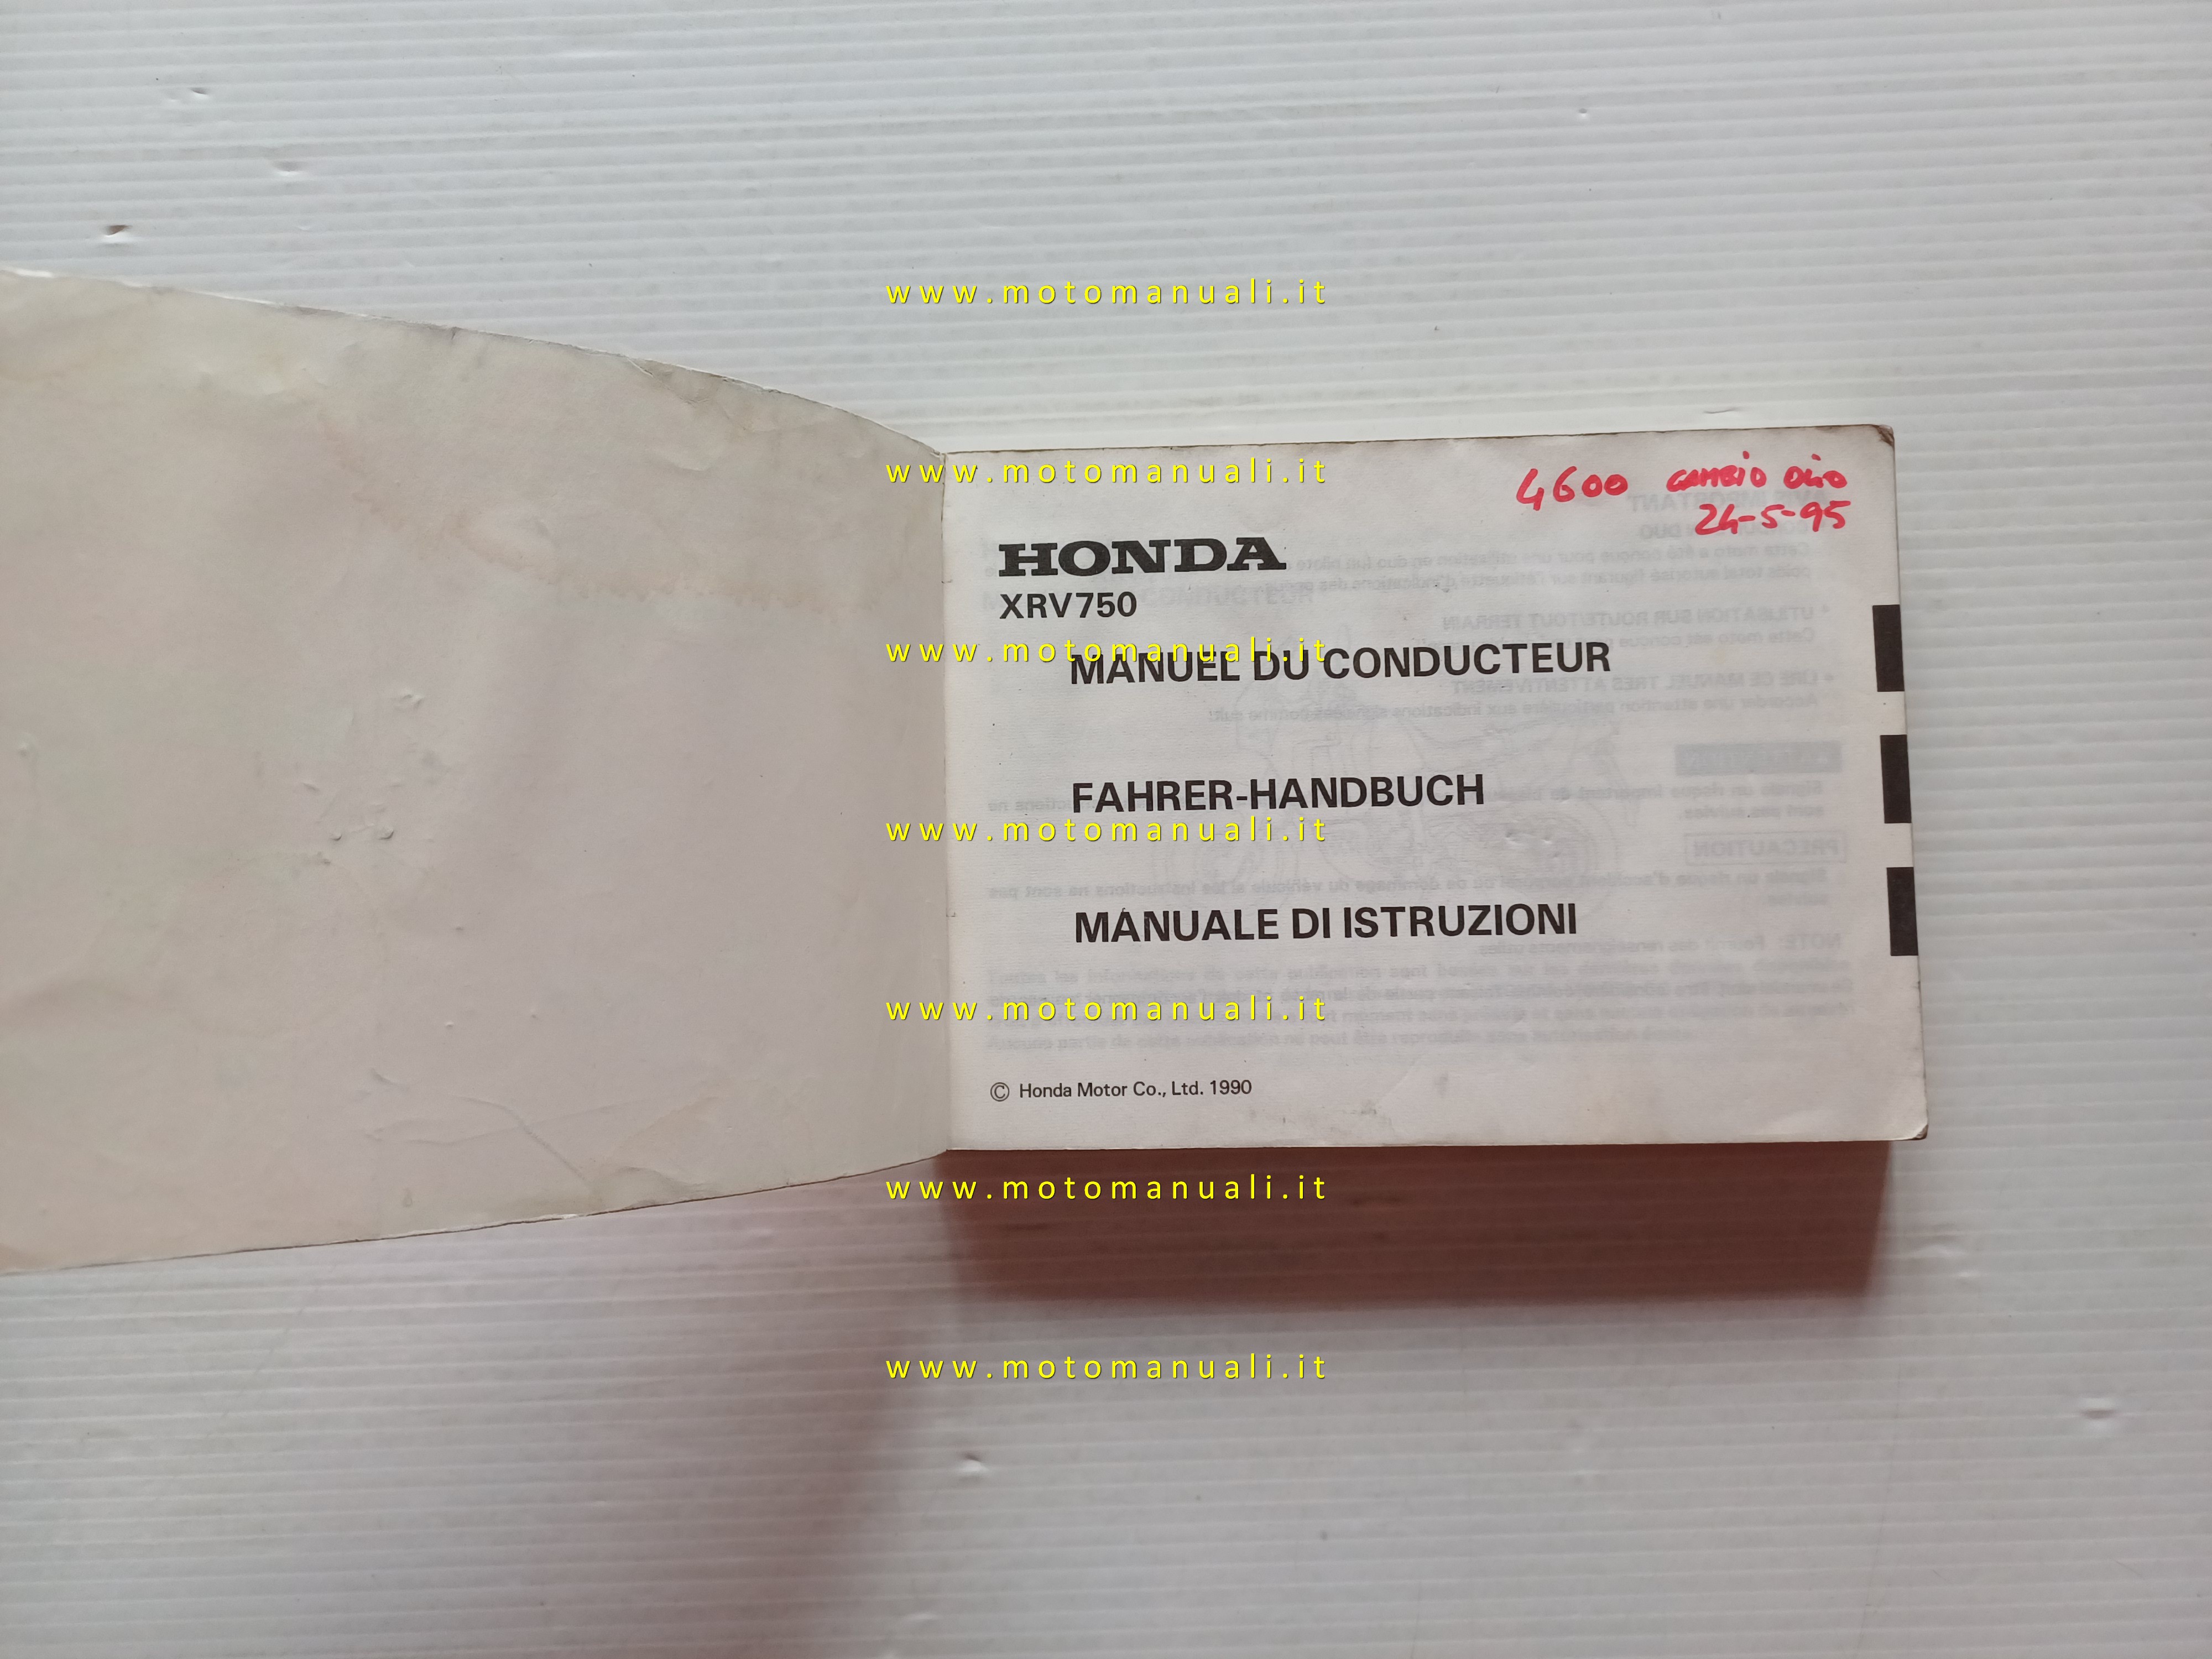 www.motomanuali.it
www.motomanuali.it
4600 CAMBIO OLIO
24-5-95
HONDA
XRV750
www.motomanuali.it
MANUEL DU CONDUCTEUR
FAHRER-HANDBUCH
www.motomanuali.it
MANUALE DI ISTRUZIONI
www.motomanuali.it
© Honda Motor Co., Ltd. 1990
www.motomanuali.it
www.motomanuali.it